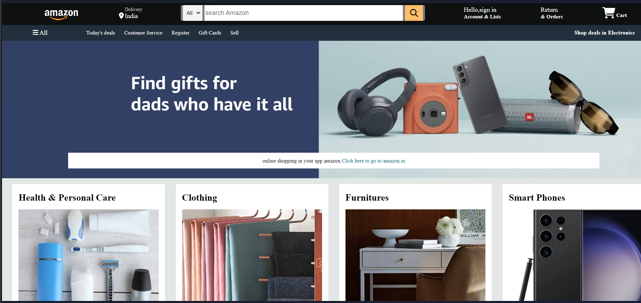 amazon
Delivery
India
All
search Amazon
Hello,sign in
Account & Lists
Return
& Orders
Cart
All
Today's deals
Customer Service
Register
Gift Cards
Sell
Shop deals in Electronics
Find gifts for
dads who have it all
JBL
online shopping in your app amazon Click here to go to amazon.in
Health & Personal Care
Clothing
Furnitures
Smart Phones